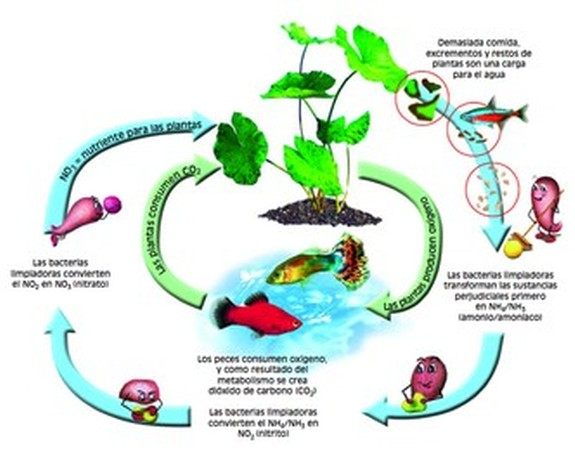 Demasiada comida,
excrementos y restos de
plantas son una carga
para el agua
NO₃ = nutriente para las plantas
Las plantas consumen CO₂
Las plantas producen oxígeno
Las bacterias
limpiadoras convierten
el NO₂ en NO₃ (nitrato)
Las bacterias limpiadoras
transforman las sustancias
perjudiciales primero
en NH₄/NH₃
(amonio/amoníaco)
Los peces consumen oxígeno,
y como resultado del
metabolismo se crea
dióxido de carbono (CO₂)
Las bacterias limpiadoras
convierten el NH₄/NH₃ en
NO₂ (nitrito)